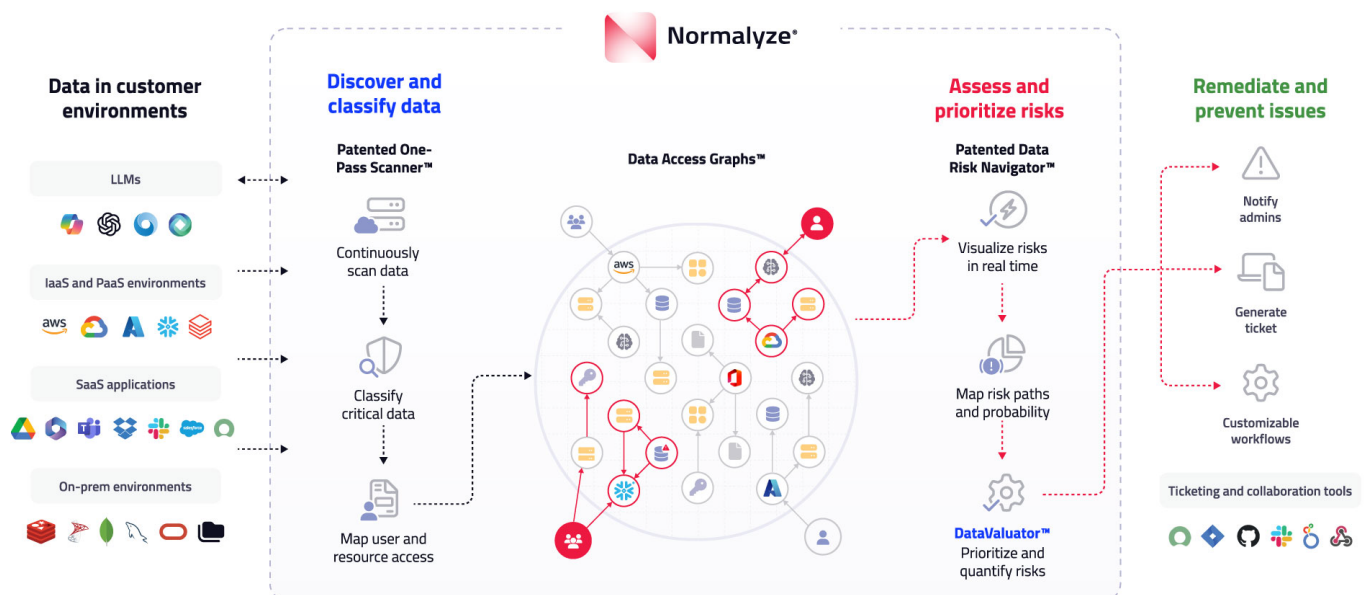 Normalyze®
Data in customer
environments
LLMs
IaaS and PaaS environments
aws
SaaS applications
salesforce
On-prem environments
Discover and
classify data
Patented One-
Pass Scanner™
Continuously
scan data
Classify
critical data
Map user and
resource access
Data Access Graphs™
aws
Assess and
prioritize risks
Patented Data
Risk Navigator™
Visualize risks
in real time
Map risk paths
and probability
DataValuator™
Prioritize and
quantify risks
Remediate and
prevent issues
Notify
admins
Generate
ticket
Customizable
workflows
Ticketing and collaboration tools